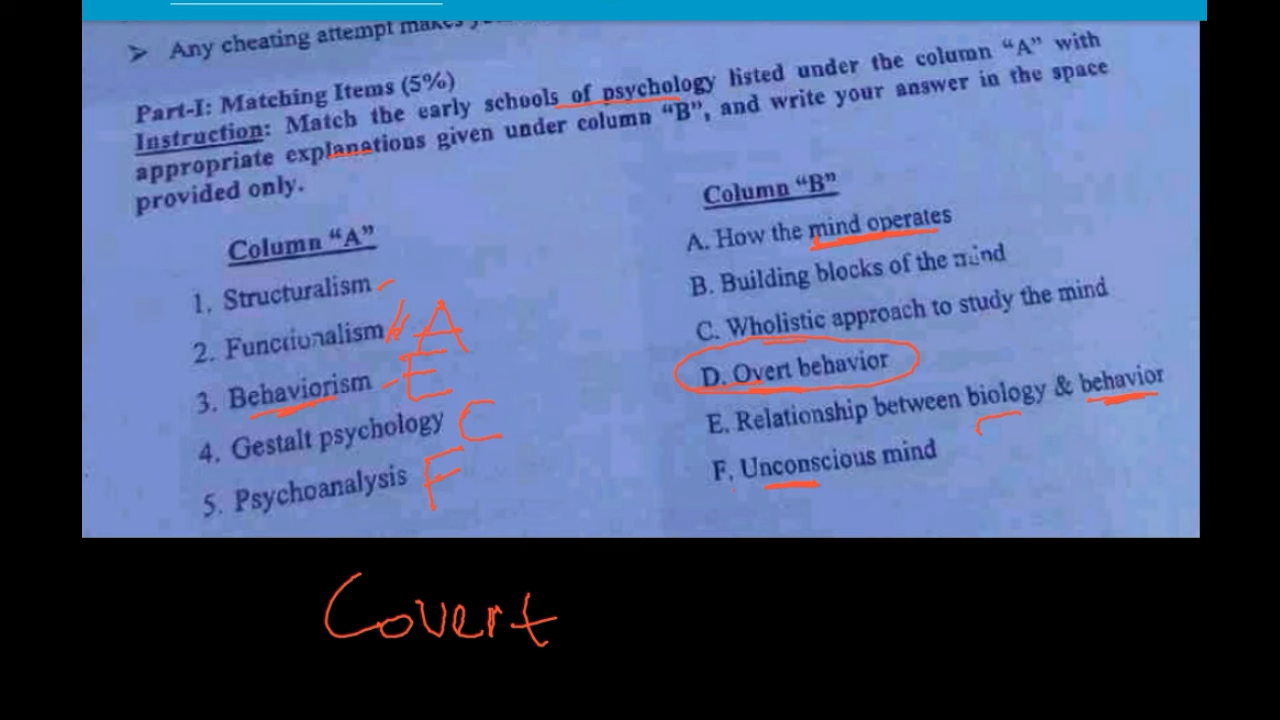 ➤ Any cheating attempt makes
Part-I: Matching Items (5%)
Instruction: Match the early schools of psychology listed under the column “A” with
appropriate explanations given under column “B”, and write your answer in the space
provided only.
Column “A”
1. Structuralism
2. Functionalism A
3. Behaviorism E
4. Gestalt psychology C
5. Psychoanalysis F
Column “B”
A. How the mind operates
B. Building blocks of the mind
C. Wholistic approach to study the mind
D. Overt behavior
E. Relationship between biology & behavior
F. Unconscious mind
Covert